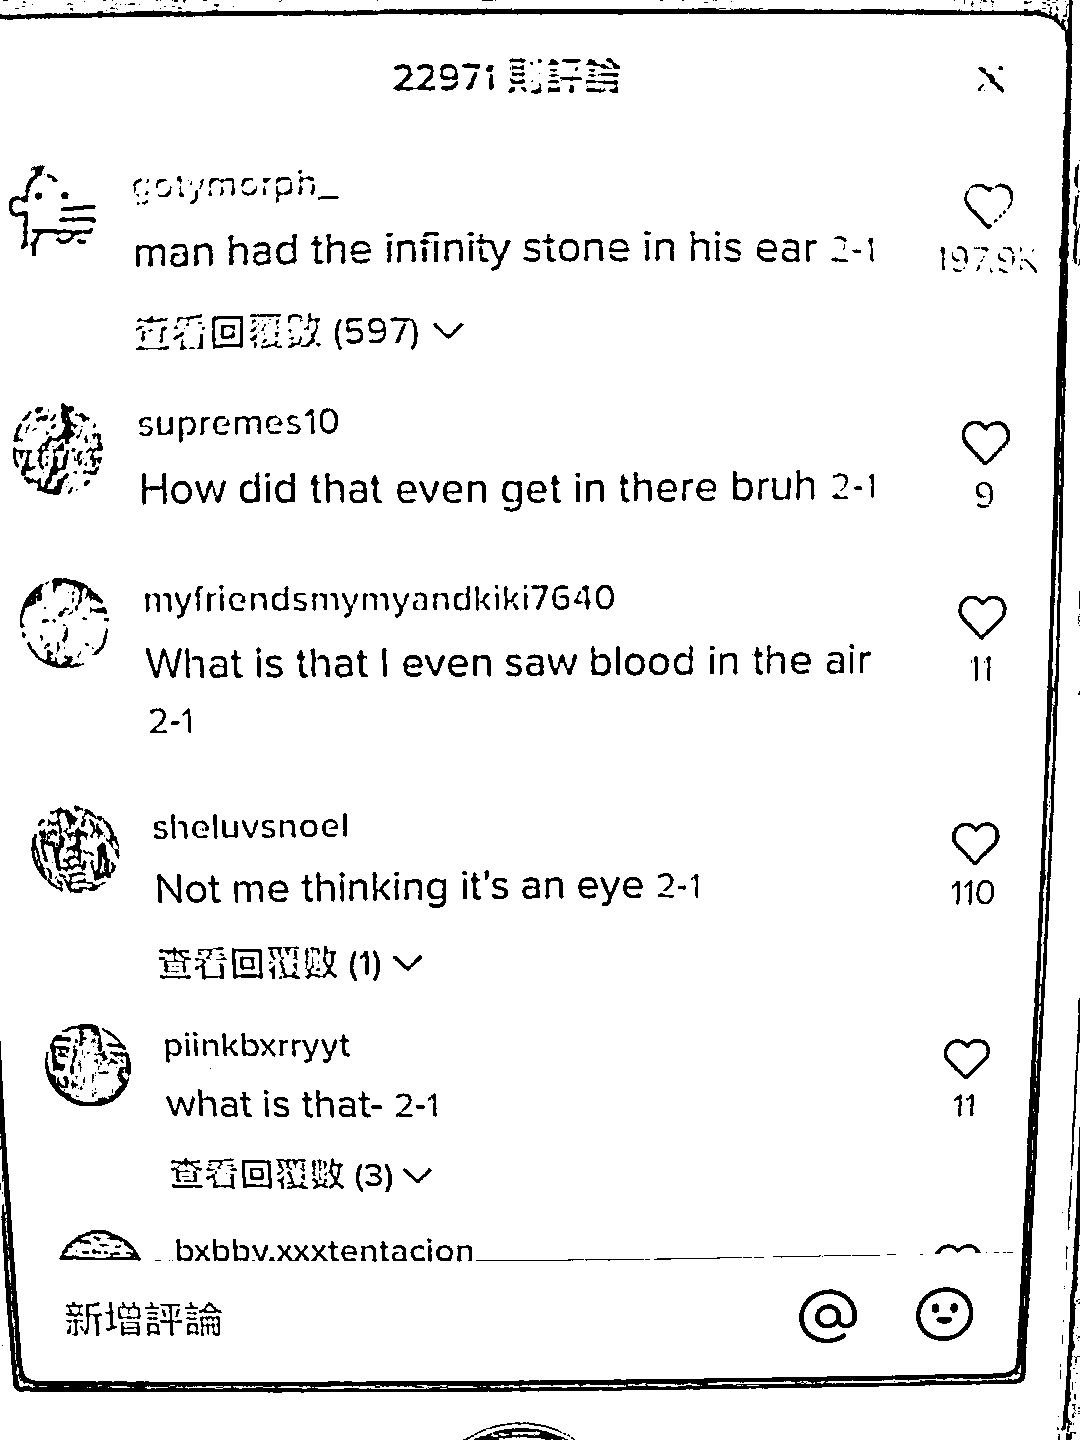 22971 則評論
gotymorph_
man had the infinity stone in his ear 2-1
197.9K
查看回覆數 (597)
supremes10
How did that even get in there bruh 2-1
9
myfriendsmymyandkiki7640
What is that I even saw blood in the air
11
2-1
sheluvsnoel
Not me thinking it's an eye 2-1
110
查看回覆數 (1)
piinkbxrryyt
what is that- 2-1
11
查看回覆數 (3)
bxbby.xxxtentacion
新增評論